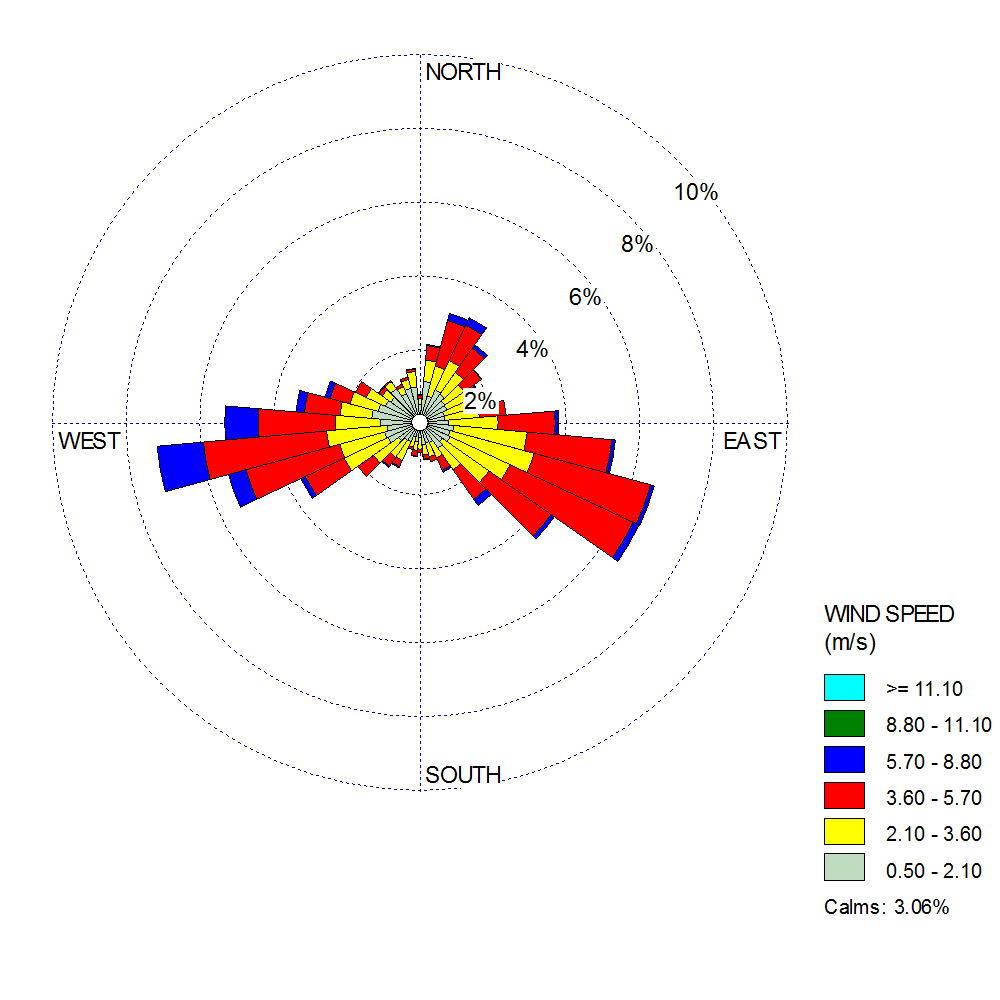 NORTH
10%
8%
6%
4%
2%
WEST
EAST
SOUTH
WIND SPEED
(m/s)
>= 11.10
8.80 - 11.10
5.70 - 8.80
3.60 - 5.70
2.10 - 3.60
0.50 - 2.10
Calms: 3.06%